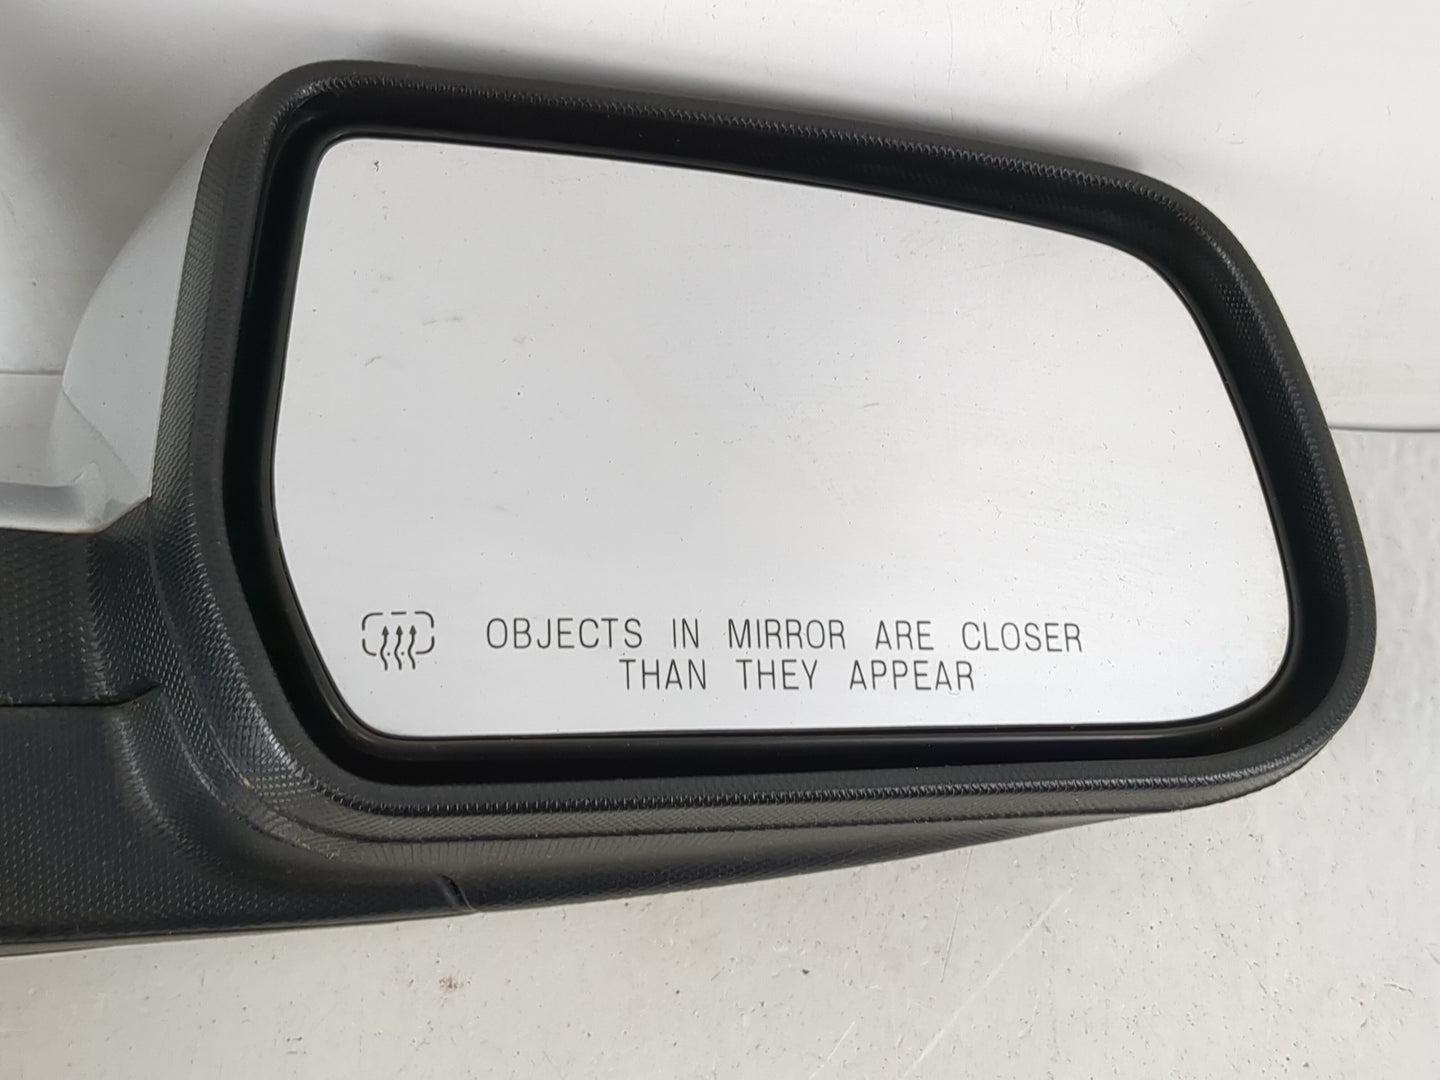 OBJECTS IN MIRROR ARE CLOSER
THAN THEY APPEAR